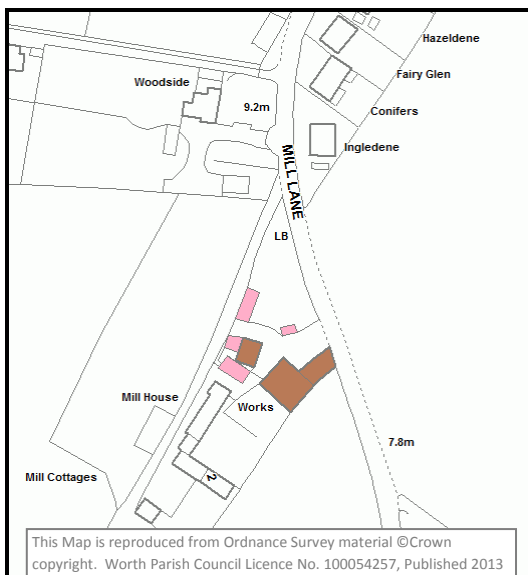 Hazeldene
Woodside
Fairy Glen
9.2m
Conifers
Ingledene
MILL LANE
LB
Mill House
Works
7.8m
Mill Cottages
2
This Map is reproduced from Ordnance Survey material ©Crown
copyright. Worth Parish Council Licence No. 100054257, Published 2013